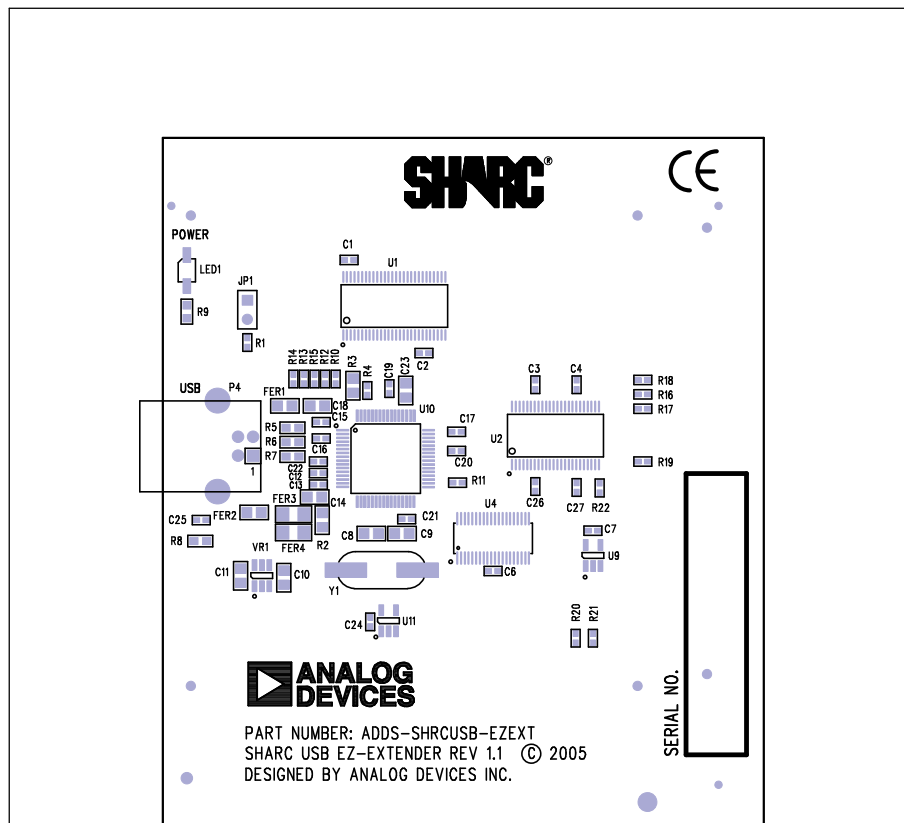 SHARC®
CE
POWER
LED1
C1
U1
JP1
R9
R1
C2
R14
R13
R15
R12
R10
R3
R4
C19
C23
C3
C4
R18
R16
R17
USB
P4
FER1
C18
U10
C15
R5
R6
R7
C16
C17
U2
C20
R19
1
C22
C12
C13
R11
FER3
C14
C26
C27
R22
FER2
C25
R8
FER4
R2
C21
C8
C9
U4
C7
VR1
U9
C11
C10
Y1
C6
C24
U11
R20
R21
ANALOG
DEVICES
SERIAL NO.
PART NUMBER: ADDS-SHRCUSB-EZEXT
SHARC USB EZ-EXTENDER REV 1.1 © 2005
DESIGNED BY ANALOG DEVICES INC.